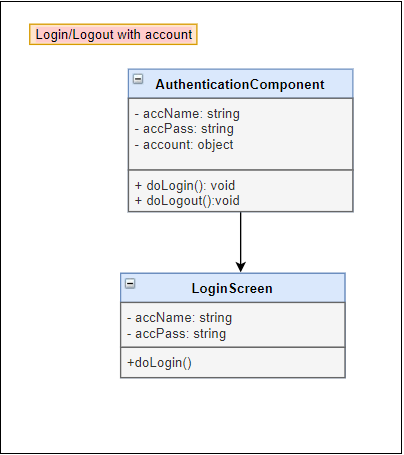 Login/Logout with account
AuthenticationComponent
- accName: string
- accPass: string
- account: object
+ doLogin(): void
+ doLogout():void
LoginScreen
- accName: string
- accPass: string
+doLogin()